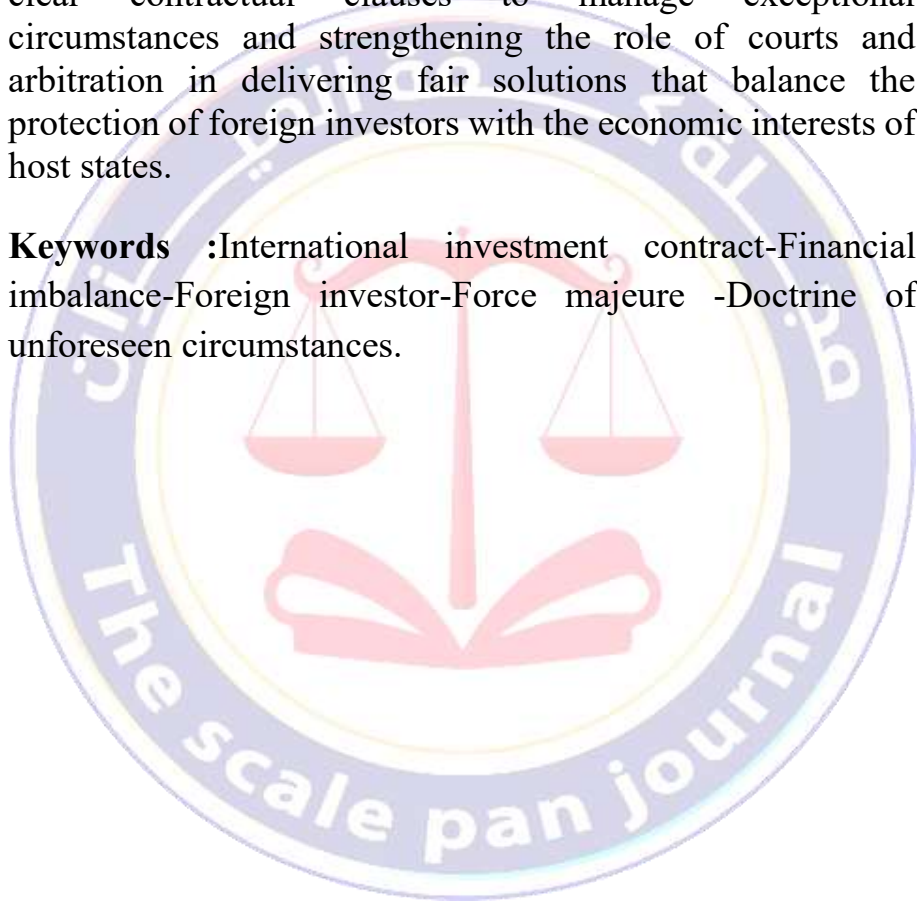 clear contractual clauses to manage exceptional
circumstances and strengthening the role of courts and
arbitration in delivering fair solutions that balance the
protection of foreign investors with the economic interests of
host states.
Keywords :International investment contract-Financial
imbalance-Foreign investor-Force majeure -Doctrine of
unforeseen circumstances.
The scale pan journal